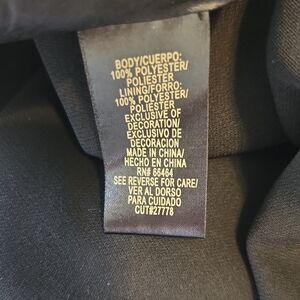 BODY/CUERPO:
100% POLYESTER/
POLIESTER
LINING/FORRO:
100% POLYESTER/
POLIESTER
EXCLUSIVE OF
DECORATION/
EXCLUSIVO DE
DECORACION
MADE IN CHINA/
HECHO EN CHINA
RN# 66464
SEE REVERSE FOR CARE/
VER AL DORSO
PARA CUIDADO
CUT#27778